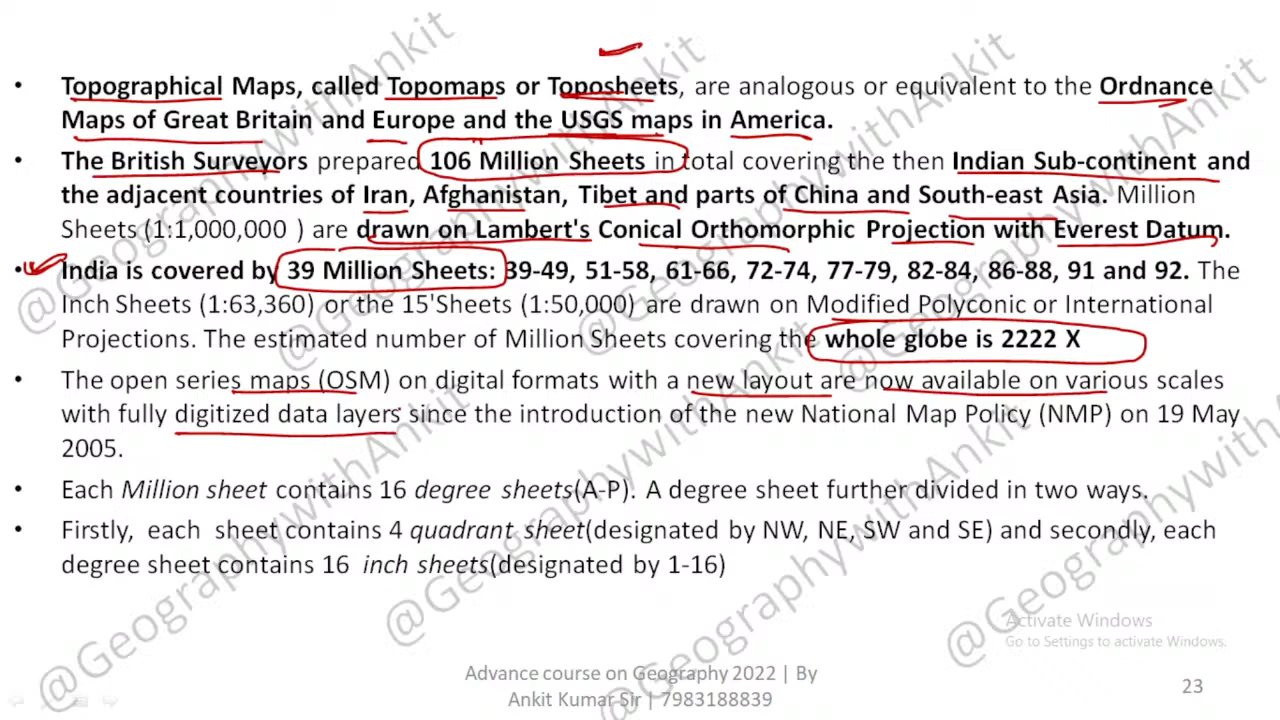 • Topographical Maps, called Topomaps or Toposheets, are analogous or equivalent to the Ordnance
Maps of Great Britain and Europe and the USGS maps in America.
• The British Surveyors prepared 106 Million Sheets in total covering the then Indian Sub-continent and
the adjacent countries of Iran, Afghanistan, Tibet and parts of China and South-east Asia. Million
Sheets (1:1,000,000 ) are drawn on Lambert's Conical Orthomorphic Projection with Everest Datum.
• India is covered by 39 Million Sheets: 39-49, 51-58, 61-66, 72-74, 77-79, 82-84, 86-88, 91 and 92. The
Inch Sheets (1:63,360) or the 15'Sheets (1:50,000) are drawn on Modified Polyconic or International
Projections. The estimated number of Million Sheets covering the whole globe is 2222 X
• The open series maps (OSM) on digital formats with a new layout are now available on various scales
with fully digitized data layers since the introduction of the new National Map Policy (NMP) on 19 May
2005.
• Each Million sheet contains 16 degree sheets(A-P). A degree sheet further divided in two ways.
• Firstly, each sheet contains 4 quadrant sheet(designated by NW, NE, SW and SE) and secondly, each
degree sheet contains 16 inch sheets(designated by 1-16)
Activate Windows
Go to Settings to activate Windows.
Advance course on Geography 2022 | By
Ankit Kumar Sir | 7983188839
23
@GeographywithAnkit
@GeographywithAnkit
@GeographywithAnkit
@GeographywithAnkit
@GeographywithAnkit
@GeographywithAnkit
@GeographywithAnkit